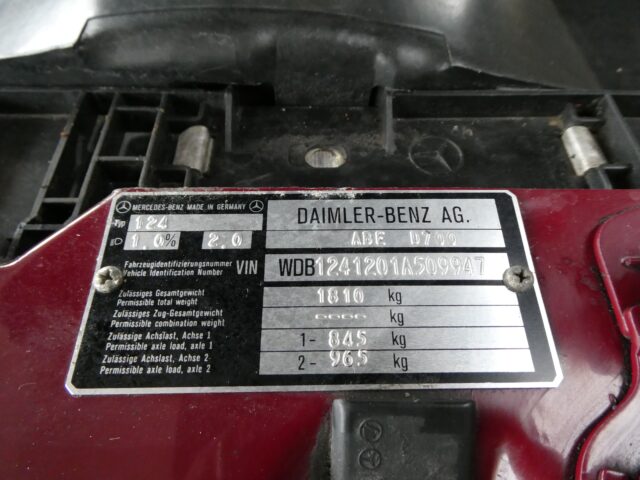 MERCEDES-BENZ MADE IN GERMANY
DAIMLER-BENZ AG.
Typ 124
ABE D700
1.0% 2.0
Fahrzeugidentifizierungsnummer
Vehicle Identification Number VIN WDB1241201A509947
Zulässiges Gesamtgewicht
Permissible total weight 1810 kg
Zulässiges Zug-Gesamtgewicht
Permissible combination weight kg
Zulässige Achslast, Achse 1
Permissible axle load, axle 1 1- 845 kg
Zulässige Achslast, Achse 2
Permissible axle load, axle 2 2- 965 kg